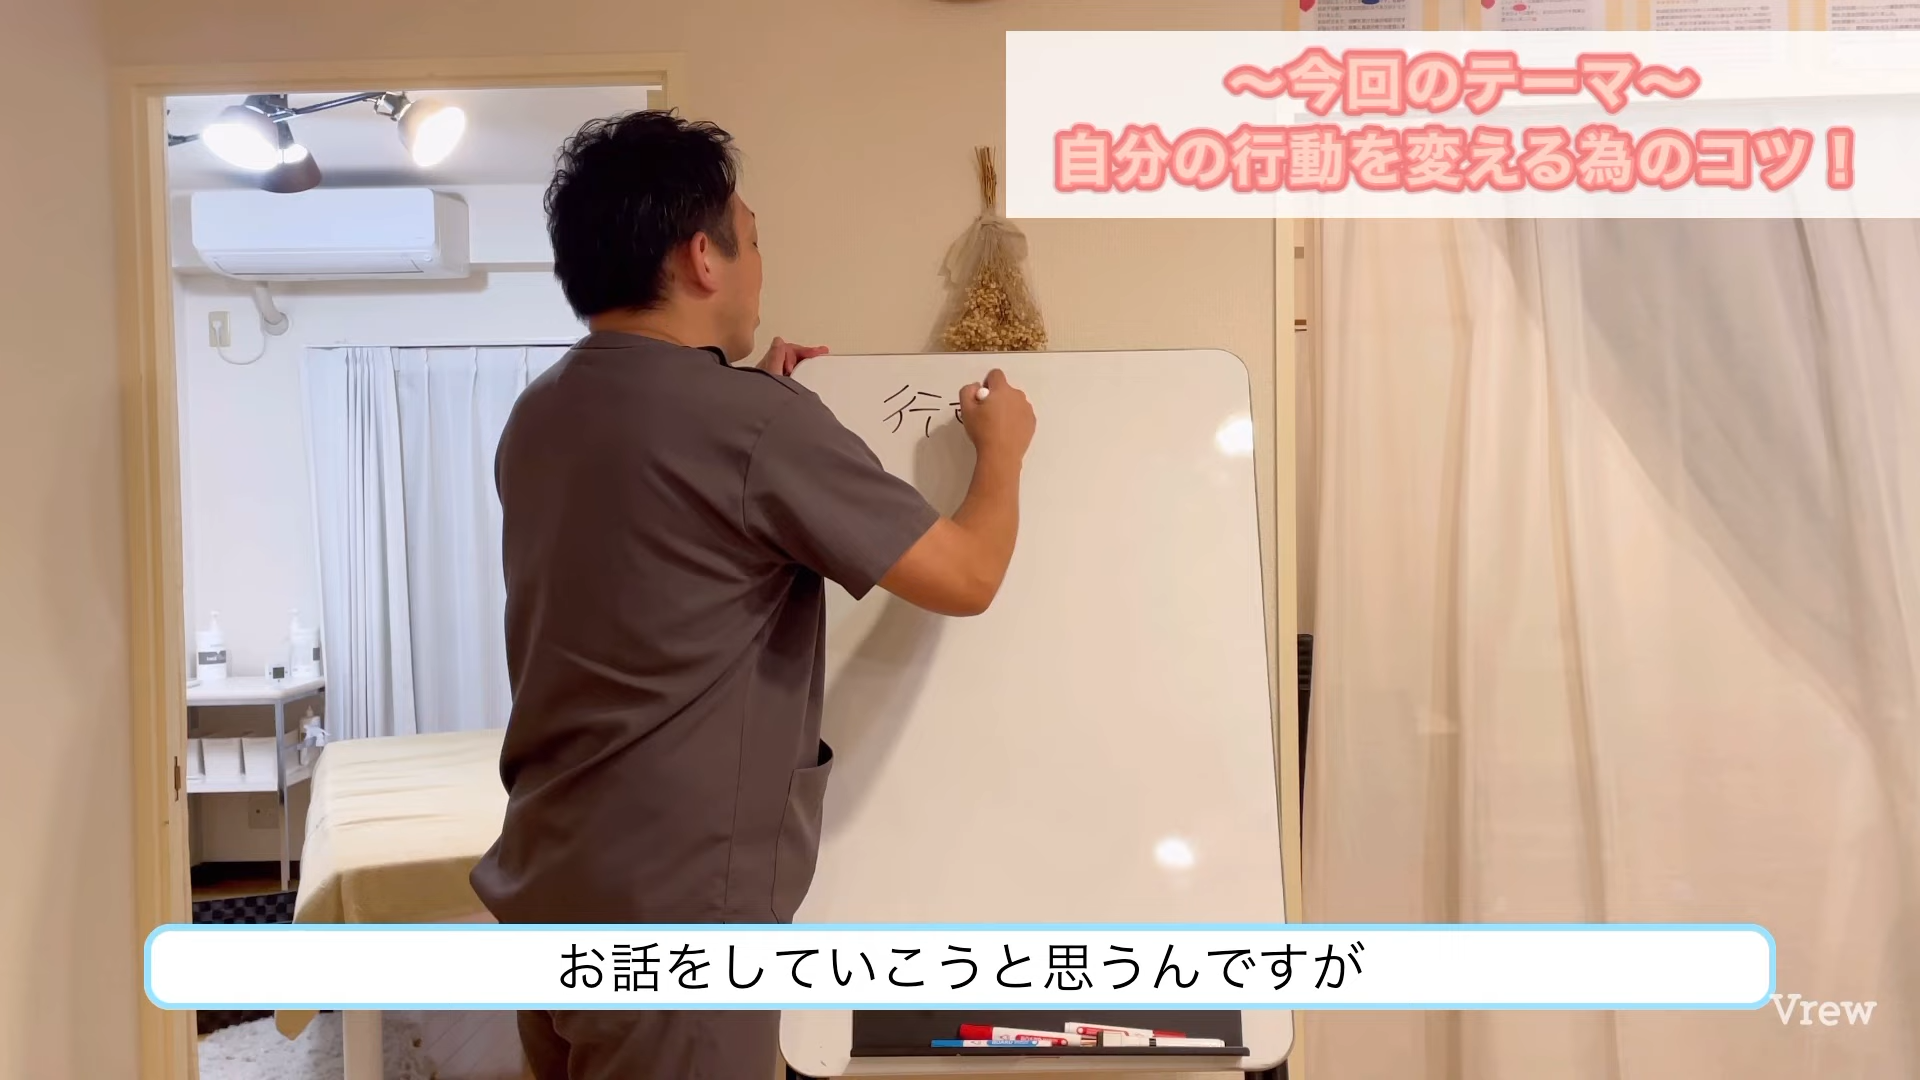 ～今回のテーマ～
自分の行動を変える為のコツ！
行
お話をしていこうと思うんですが
Vrew